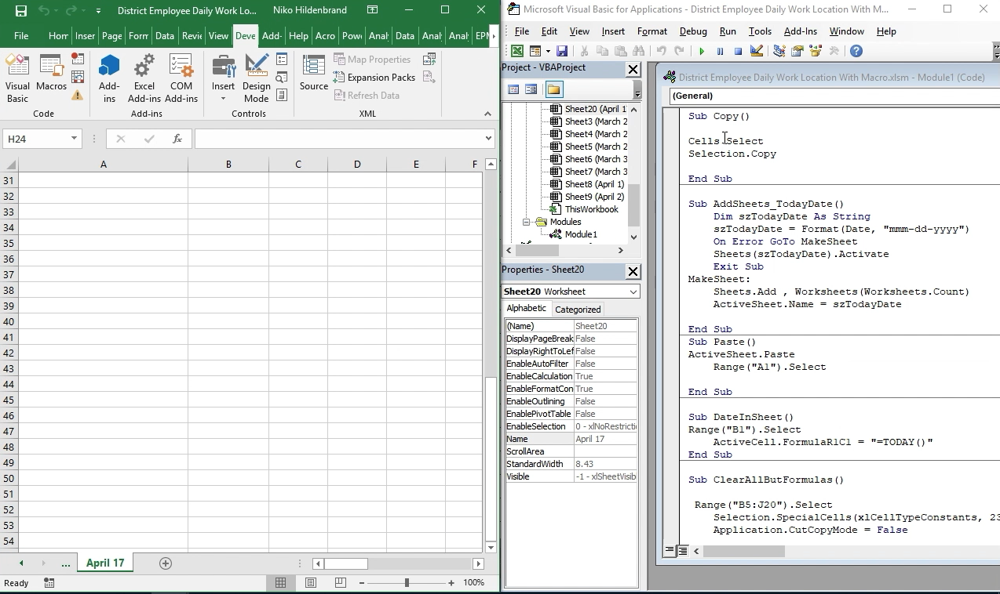 District Employee Daily Work Lo...
Niko Hildenbrand
File
Hor
Inser
Page
Forr
Data
Revi
View
Deve
Add-
Help
Acro
Pow
Anal
Data
Anal
Anal
Visual Basic
Macros
Add-ins
Excel Add-ins
COM Add-ins
Insert
Design Mode
Source
Map Properties
Expansion Packs
Refresh Data
Code
Add-ins
Controls
XML
H24
fx
A B C D E F
31
32
33
34
35
36
37
38
39
40
41
42
43
44
45
46
47
48
49
50
51
52
53
54
...
April 17
Ready
100%
Microsoft Visual Basic for Applications - District Employee Daily Work Location With M...
File Edit View Insert Format Debug Run Tools Add-Ins Window Help
Project - VBAProject
Sheet20 (April 1
Sheet3 (March 2
Sheet4 (March 2
Sheet5 (March 2
Sheet6 (March 3
Sheet7 (March 3
Sheet8 (April 1)
Sheet9 (April 2)
ThisWorkbook
Modules
Module1
Properties - Sheet20
Sheet20 Worksheet
Alphabetic Categorized
(Name) Sheet20
DisplayPageBreak False
DisplayRightToLef False
EnableAutoFilter False
EnableCalculation True
EnableFormatCon True
EnableOutlining False
EnablePivotTable False
EnableSelection 0 - xlNoRestricti
Name April 17
ScrollArea
StandardWidth 8.43
Visible -1 - xlSheetVisib
District Employee Daily Work Location With Macro.xlsm - Module1 (Code)
(General)
Sub Copy()
Cells.Select
Selection.Copy
End Sub
Sub AddSheets_TodayDate()
Dim szTodayDate As String
szTodayDate = Format(Date, "mmm-dd-yyyy")
On Error GoTo MakeSheet
Sheets(szTodayDate).Activate
Exit Sub
MakeSheet:
Sheets.Add , Worksheets(Worksheets.Count)
ActiveSheet.Name = szTodayDate
End Sub
Sub Paste()
ActiveSheet.Paste
Range("A1").Select
End Sub
Sub DateInSheet()
Range("B1").Select
ActiveCell.FormulaR1C1 = "=TODAY()"
End Sub
Sub ClearAllButFormulas()
Range("B5:J20").Select
Selection.SpecialCells(xlCellTypeConstants, 23
Application.CutCopyMode = False